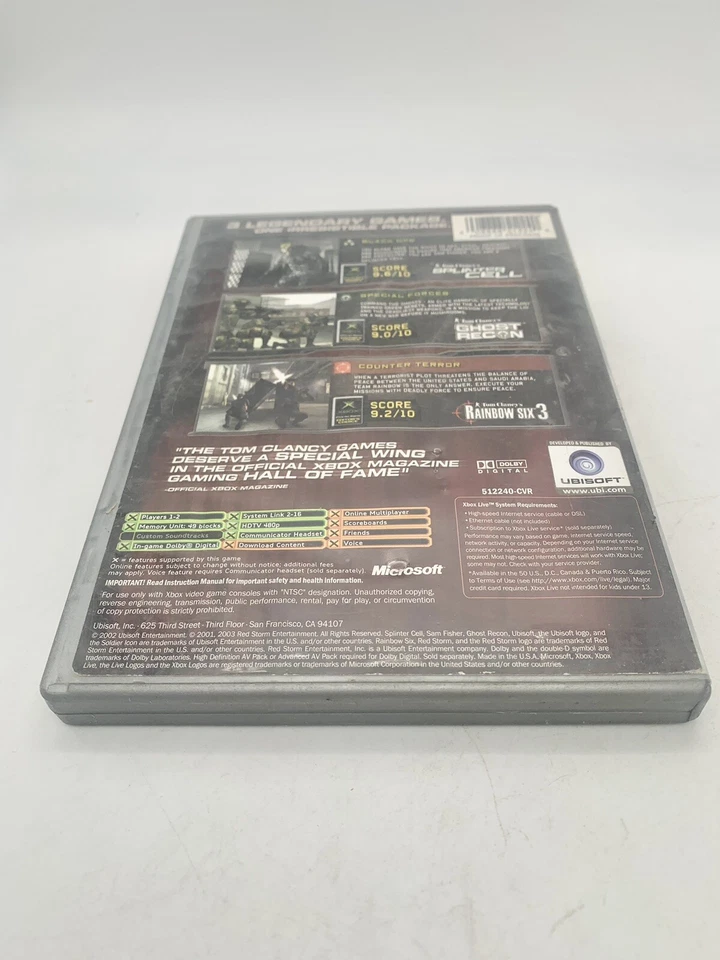 3 LEGENDARY GAMES.
ONE IRRESISTIBLE PACKAGE.
BLACK OPS
SCORE
9.6/10
Tom Clancy's
SPLINTER
CELL
SPECIAL FORCES
SCORE
9.0/10
Tom Clancy's
GHOST
RECON
COUNTER TERROR
WHEN A TERRORIST PLOT THREATENS THE BALANCE OF
PEACE BETWEEN THE UNITED STATES AND SAUDI ARABIA,
TEAM RAINBOW IS THE ONLY ANSWER. EXECUTE YOUR
MISSIONS WITH DEADLY FORCE TO ENSURE PEACE.
SCORE
9.2/10
Tom Clancy's
RAINBOW SIX 3
"THE TOM CLANCY GAMES
DESERVE A SPECIAL WING
IN THE OFFICIAL XBOX MAGAZINE
GAMING HALL OF FAME"
-OFFICIAL XBOX MAGAZINE
DOLBY
DIGITAL
DEVELOPED & PUBLISHED BY
UBISOFT
www.ubi.com
512240-CVR
Players 1-2
System Link 2-16
Online Multiplayer
Memory Unit: 49 blocks
HDTV 480p
Scoreboards
Custom Soundtracks
Communicator Headset
Friends
In-game Dolby® Digital
Download Content
Voice
X = features supported by this game
Online features subject to change without notice; additional fees
may apply. Voice feature requires Communicator headset (sold separately).
Microsoft
Xbox Live™ System Requirements:
• High-speed Internet service (cable or DSL)
• Ethernet cable (not included)
• Subscription to Xbox Live service* (sold separately)
Performance may vary based on game, Internet service speed,
network activity, or capacity. Depending on your Internet service
connection or network configuration, additional hardware may be
required. Most high-speed Internet services will work with Xbox Live;
some may not. Check with your service provider.
*Available in the 50 U.S., D.C., Canada & Puerto Rico. Subject
to Terms of Use (see http://www.xbox.com/live/legal). Major
credit card required. Xbox Live not intended for kids under 13.
IMPORTANT! Read Instruction Manual for important safety and health information.
For use only with Xbox video game consoles with "NTSC" designation. Unauthorized copying,
reverse engineering, transmission, public performance, rental, pay for play, or circumvention
of copy protection is strictly prohibited.
Ubisoft, Inc. · 625 Third Street · Third Floor · San Francisco, CA 94107
© 2002 Ubisoft Entertainment. © 2001, 2003 Red Storm Entertainment. All Rights Reserved. Splinter Cell, Sam Fisher, Ghost Recon, Ubisoft, the Ubisoft logo, and
the Soldier Icon are trademarks of Ubisoft Entertainment in the U.S. and/or other countries. Rainbow Six, Red Storm, and the Red Storm logo are trademarks of Red
Storm Entertainment in the U.S. and/or other countries. Red Storm Entertainment, Inc. is a Ubisoft Entertainment company. Dolby and the double-D symbol are
trademarks of Dolby Laboratories. High Definition AV Pack or Advanced AV Pack required for Dolby Digital. Sold separately. Made in the U.S.A. Microsoft, Xbox, Xbox
Live, the Live Logos and the Xbox Logos are registered trademarks or trademarks of Microsoft Corporation in the United States and/or other countries.